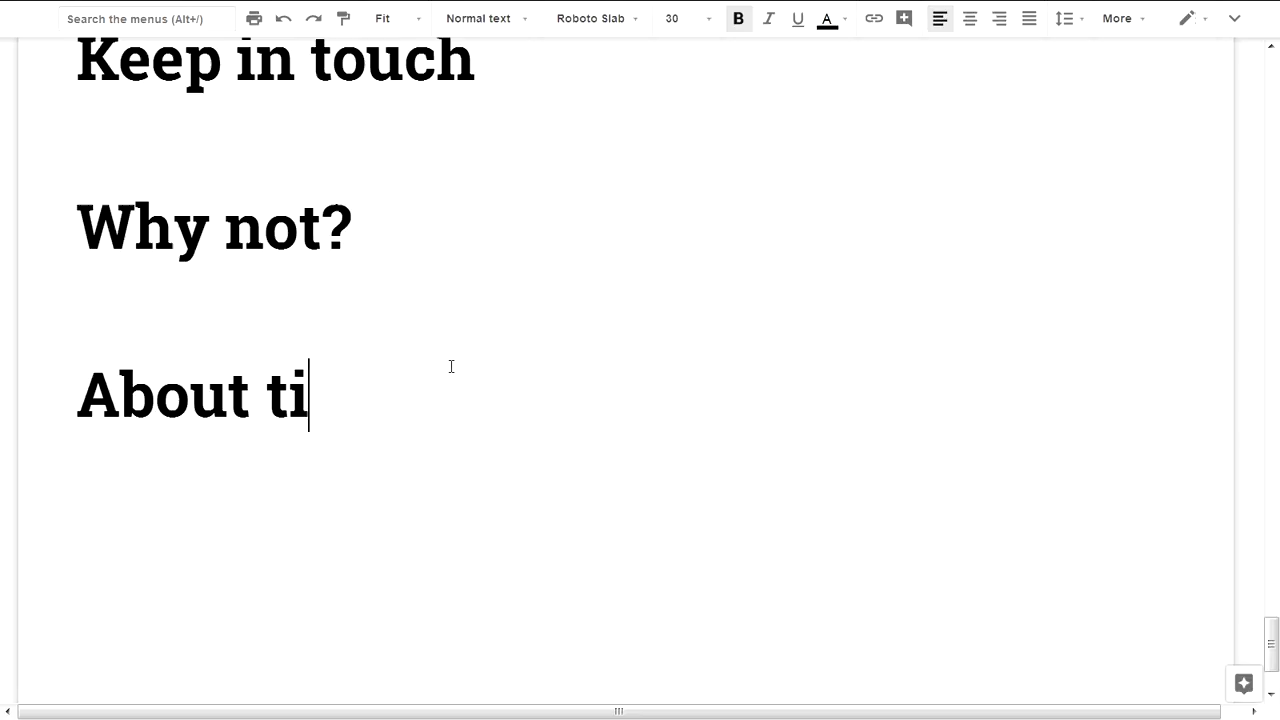 Search the menus (Alt+/) Fit Normal text Roboto Slab 30 B I U A More
Keep in touch
Why not?
About ti